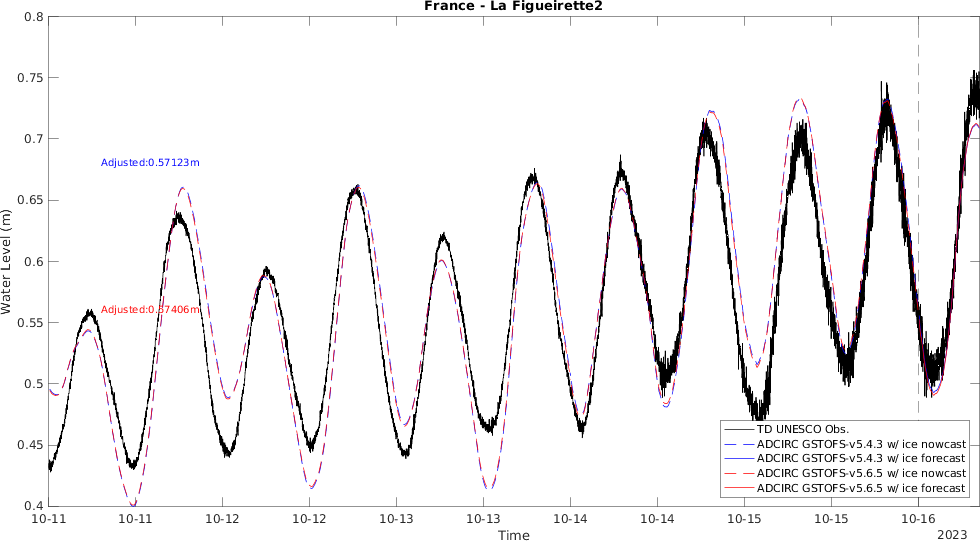 France - La Figueirette2
0.8
0.75
0.7
0.65
0.6
0.55
0.5
0.45
0.4
Water Level (m)
Adjusted:0.57123m
Adjusted:0.37406m
TD UNESCO Obs.
ADCIRC GSTOFS-v5.4.3 w/ ice nowcast
ADCIRC GSTOFS-v5.4.3 w/ ice forecast
ADCIRC GSTOFS-v5.6.5 w/ ice nowcast
ADCIRC GSTOFS-v5.6.5 w/ ice forecast
10-11 10-11 10-12 10-12 10-13 10-13 10-14 10-14 10-15 10-15 10-16
Time
2023